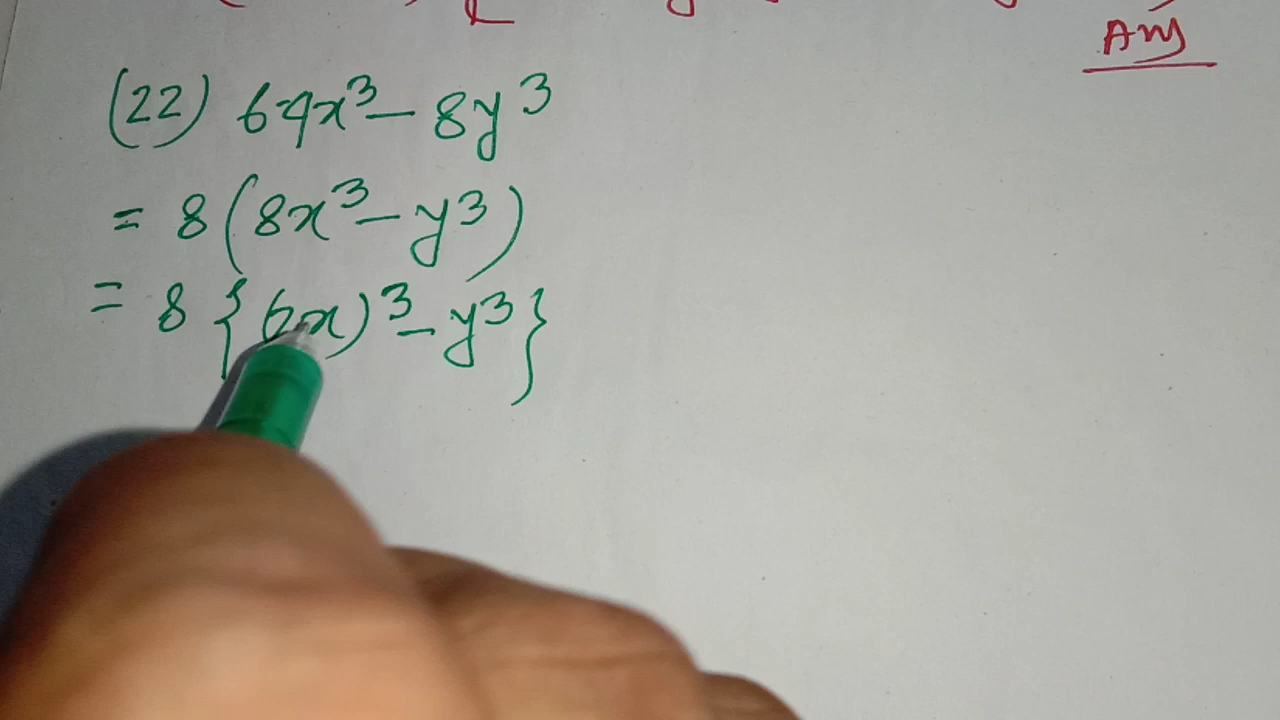 Ans
(22) 64x³ - 8y³
= 8(8x³ - y³)
= 8{(2x)³ - y³}